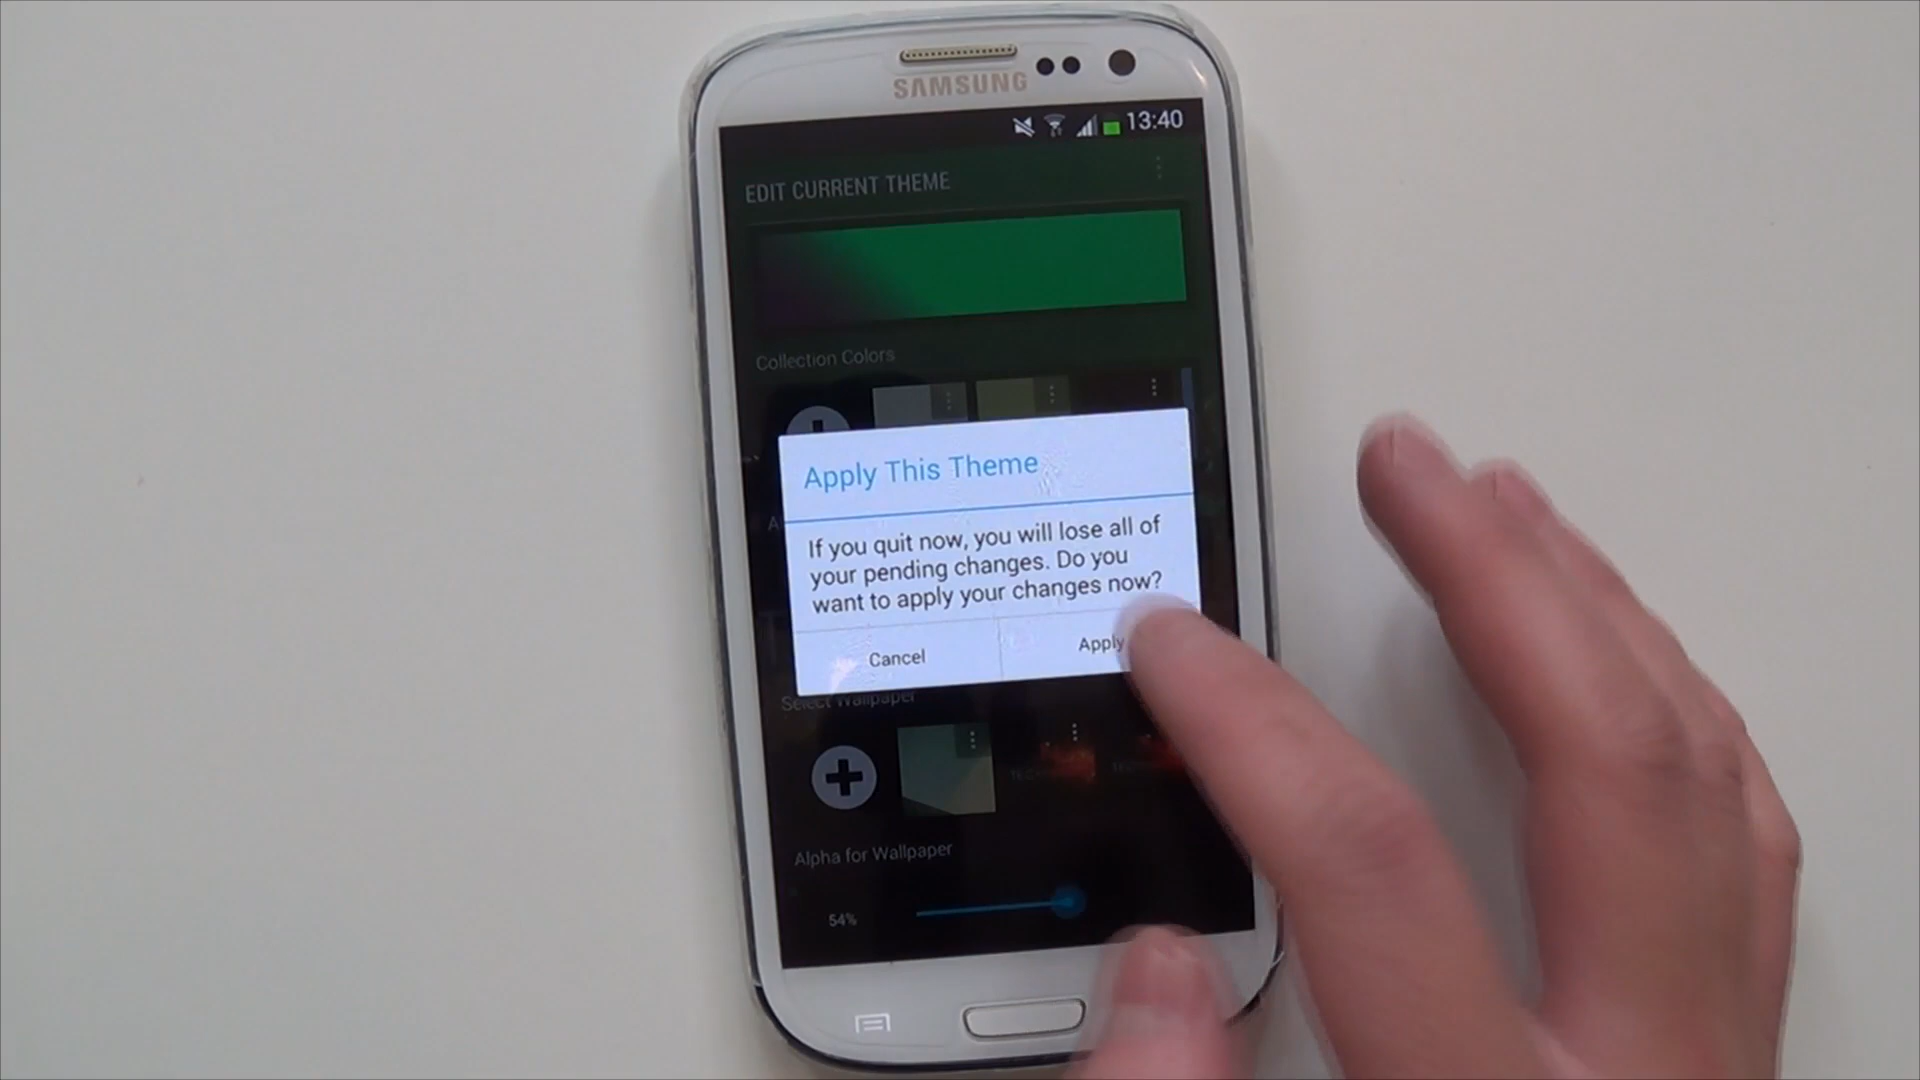 SAMSUNG
13:40
EDIT CURRENT THEME
Collection Colors
Apply This Theme
If you quit now, you will lose all of
your pending changes. Do you
want to apply your changes now?
Cancel
Apply
Select Wallpaper
Alpha for Wallpaper
54%